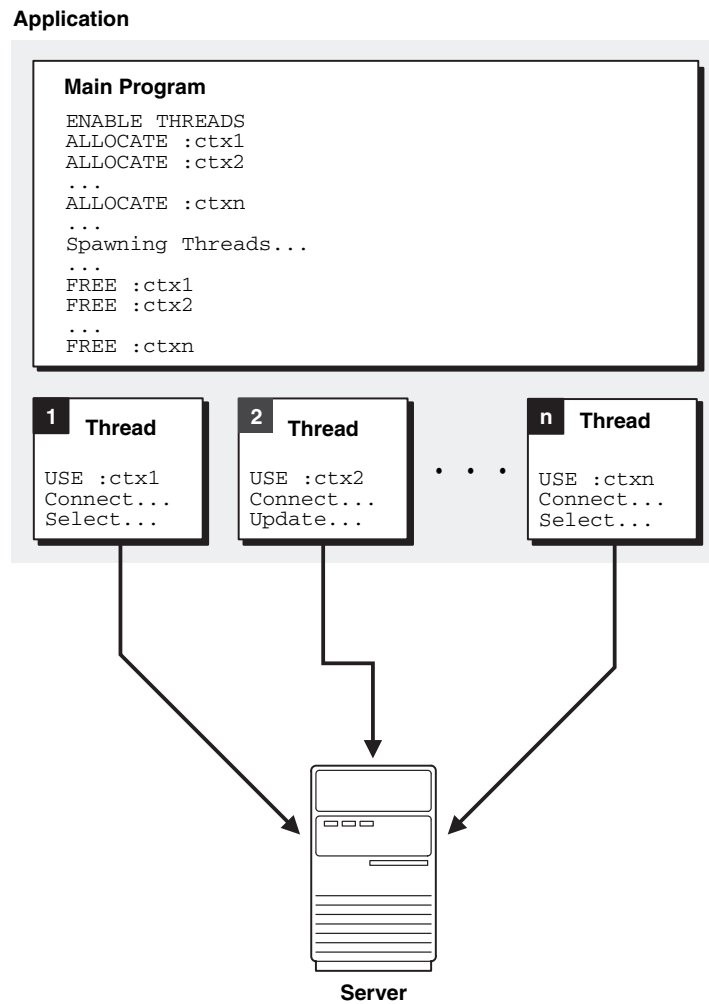 Application
Main Program
ENABLE THREADS
ALLOCATE :ctx1
ALLOCATE :ctx2
...
ALLOCATE :ctxn
...
Spawning Threads...
...
FREE :ctx1
FREE :ctx2
...
FREE :ctxn
1 Thread
USE :ctx1
Connect...
Select...
2 Thread
USE :ctx2
Connect...
Update...
. . .
n Thread
USE :ctxn
Connect...
Select...
Server